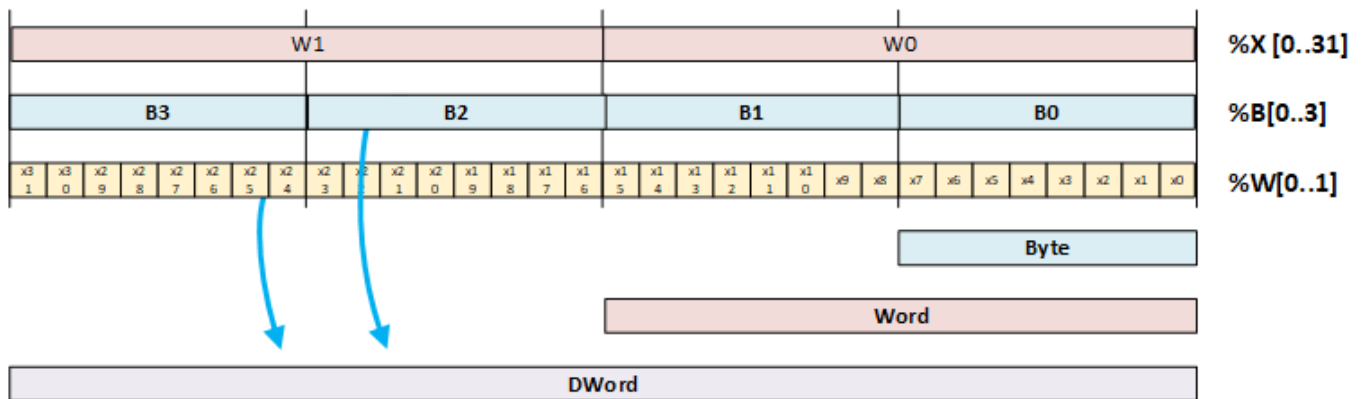 W1 W0 %X [0..31]
B3 B2 B1 B0 %B[0..3]
x31 x30 x29 x28 x27 x26 x25 x24 x23 x21 x20 x19 x18 x17 x16 x15 x14 x13 x12 x11 x10 x9 x8 x7 x6 x5 x4 x3 x2 x1 x0 %W[0..1]
Byte
Word
DWord